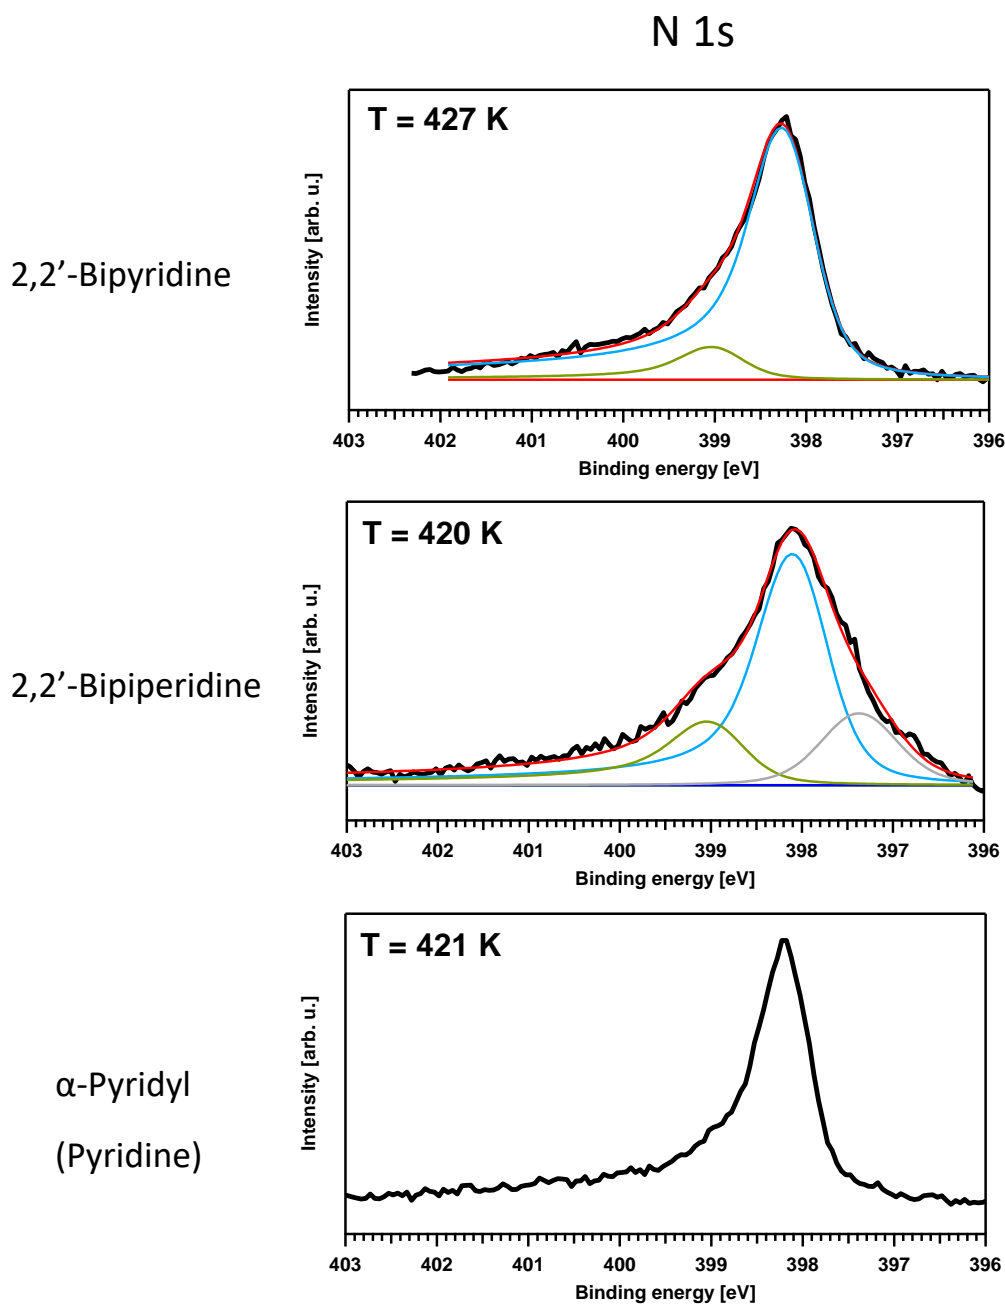 N 1s
T = 427 K
2,2’-Bipyridine
Intensity [arb. u.]
403 402 401 400 399 398 397 396
Binding energy [eV]
T = 420 K
2,2’-Bipiperidine
Intensity [arb. u.]
403 402 401 400 399 398 397 396
Binding energy [eV]
T = 421 K
α-Pyridyl
(Pyridine)
Intensity [arb. u.]
403 402 401 400 399 398 397 396
Binding energy [eV]